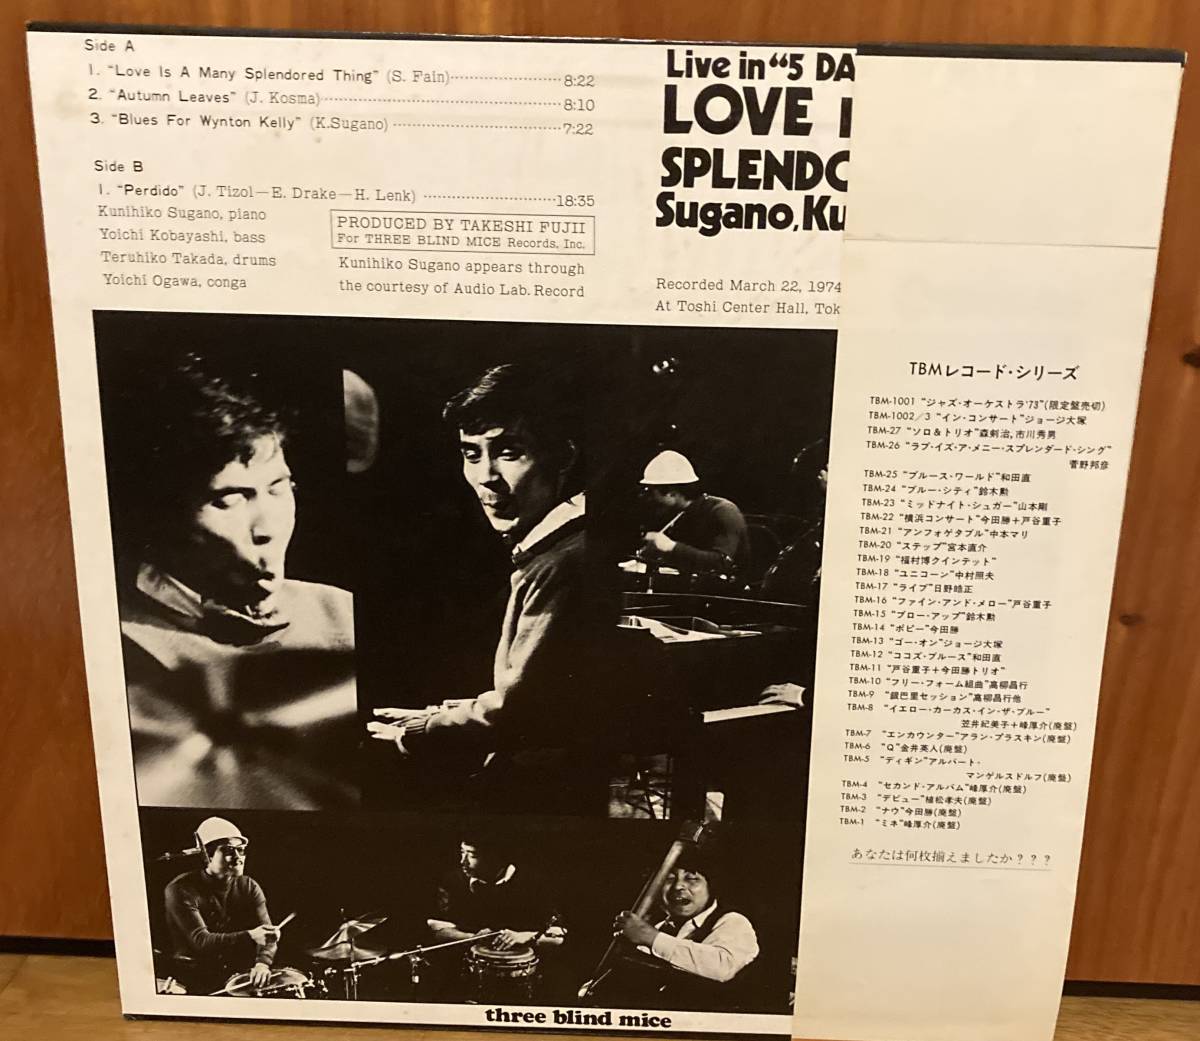 Side A
1. "Love Is A Many Splendored Thing" (S. Fain) 8:22
2. "Autumn Leaves" (J. Kosma) 8:10
3. "Blues For Wynton Kelly" (K.Sugano) 7:22
Side B
1. "Perdido" (J. Tizol—E. Drake—H. Lenk) 18:35
Kunihiko Sugano, piano
Yoichi Kobayashi, bass
Teruhiko Takada, drums
Yoichi Ogawa, conga
PRODUCED BY TAKESHI FUJII
For THREE BLIND MICE Records, Inc.
Kunihiko Sugano appears through
the courtesy of Audio Lab. Record
Live in "5 DA
LOVE I
SPLENDO
Sugano, Ku
Recorded March 22, 1974
At Toshi Center Hall, Tok
TBMレコード・シリーズ
TBM-1001 "ジャズ・オーケストラ'73"(限定盤売切)
TBM-1002/3 "イン・コンサート"ジョージ大塚
TBM-27 "ソロ&トリオ"森剣治,市川秀男
TBM-26 "ラブ・イズ・ア・メニー・スプレンダード・シング"
菅野邦彦
TBM-25 "ブルース・ワールド"和田直
TBM-24 "ブルー・シティ"鈴木勲
TBM-23 "ミッドナイト・シュガー"山本剛
TBM-22 "横浜コンサート"今田勝+戸谷重子
TBM-21 "アンフォゲタブル"中本マリ
TBM-20 "ステップ"宮本直介
TBM-19 "福村博クインテット"
TBM-18 "ユニコーン"中村照夫
TBM-17 "ライブ"日野皓正
TBM-16 "ファイン・アンド・メロー"戸谷重子
TBM-15 "ブロー・アップ"鈴木勲
TBM-14 "ポピー"今田勝
TBM-13 "ゴー・オン"ジョージ大塚
TBM-12 "ココズ・ブルース"和田直
TBM-11 "戸谷重子+今田勝トリオ"
TBM-10 "フリー・フォーム組曲"高柳昌行
TBM-9 "銀巴里セッション"高柳昌行他
TBM-8 "イエロー・カーカス・イン・ザ・ブルー"
笠井紀美子+峰厚介(廃盤)
TBM-7 "エンカウンター"アラン・プラスキン(廃盤)
TBM-6 "Q"金井英人(廃盤)
TBM-5 "ディギン"アルバート・
マンゲルスドルフ(廃盤)
TBM-4 "セカンド・アルバム"峰厚介(廃盤)
TBM-3 "デビュー"植松孝夫(廃盤)
TBM-2 "ナウ"今田勝(廃盤)
TBM-1 "ミネ"峰厚介(廃盤)
あなたは何枚揃えましたか???
three blind mice